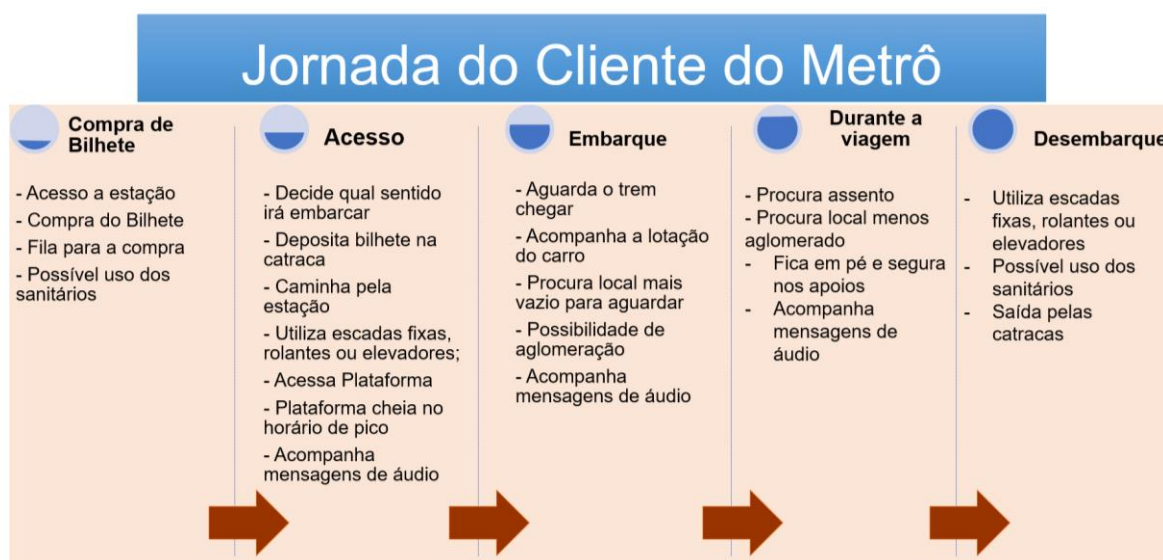 Jornada do Cliente do Metrô
Compra de
Bilhete
- Acesso a estação
- Compra do Bilhete
- Fila para a compra
- Possível uso dos
sanitários
Acesso
- Decide qual sentido
irá embarcar
- Deposita bilhete na
catraca
- Caminha pela
estação
- Utiliza escadas fixas,
rolantes ou elevadores;
- Acessa Plataforma
- Plataforma cheia no
horário de pico
- Acompanha
mensagens de áudio
Embarque
- Aguarda o trem
chegar
- Acompanha a lotação
do carro
- Procura local mais
vazio para aguardar
- Possibilidade de
aglomeração
- Acompanha
mensagens de áudio
Durante a
viagem
- Procura assento
- Procura local menos
aglomerado
- Fica em pé e segura
nos apoios
- Acompanha
mensagens de
áudio
Desembarque
- Utiliza escadas
fixas, rolantes ou
elevadores
- Possível uso dos
sanitários
- Saída pelas
catracas